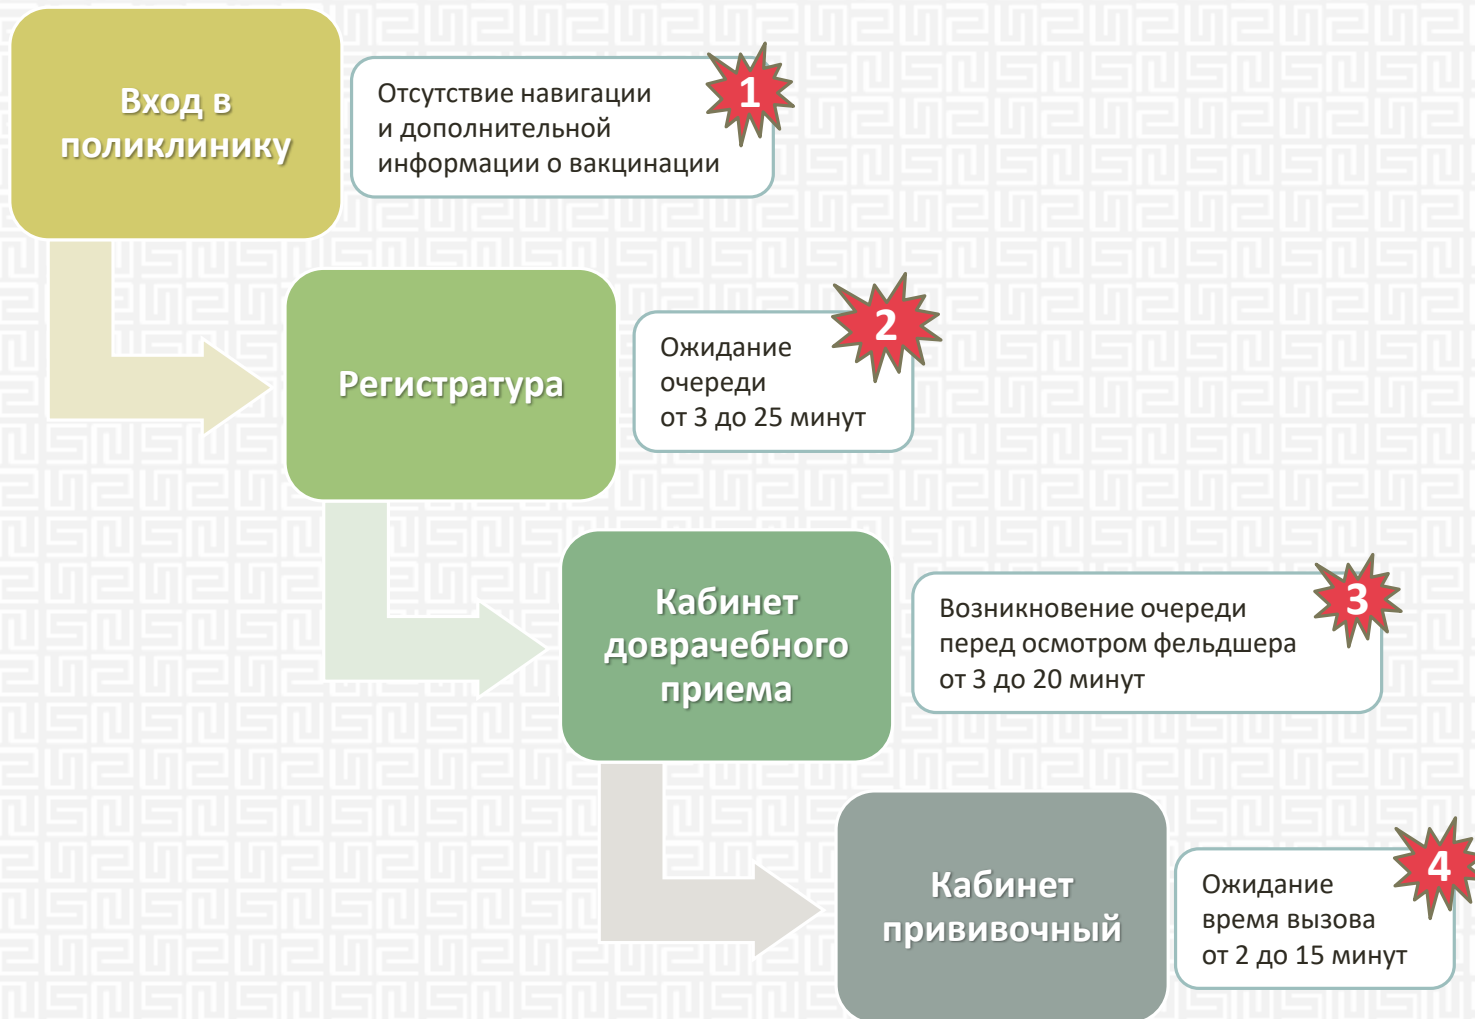 Вход в
поликлинику
Отсутствие навигации
и дополнительной
информации о вакцинации
1
Регистратура
Ожидание
очереди
от 3 до 25 минут
2
Кабинет
доврачебного
приема
Возникновение очереди
перед осмотром фельдшера
от 3 до 20 минут
3
Кабинет
прививочный
Ожидание
время вызова
от 2 до 15 минут
4